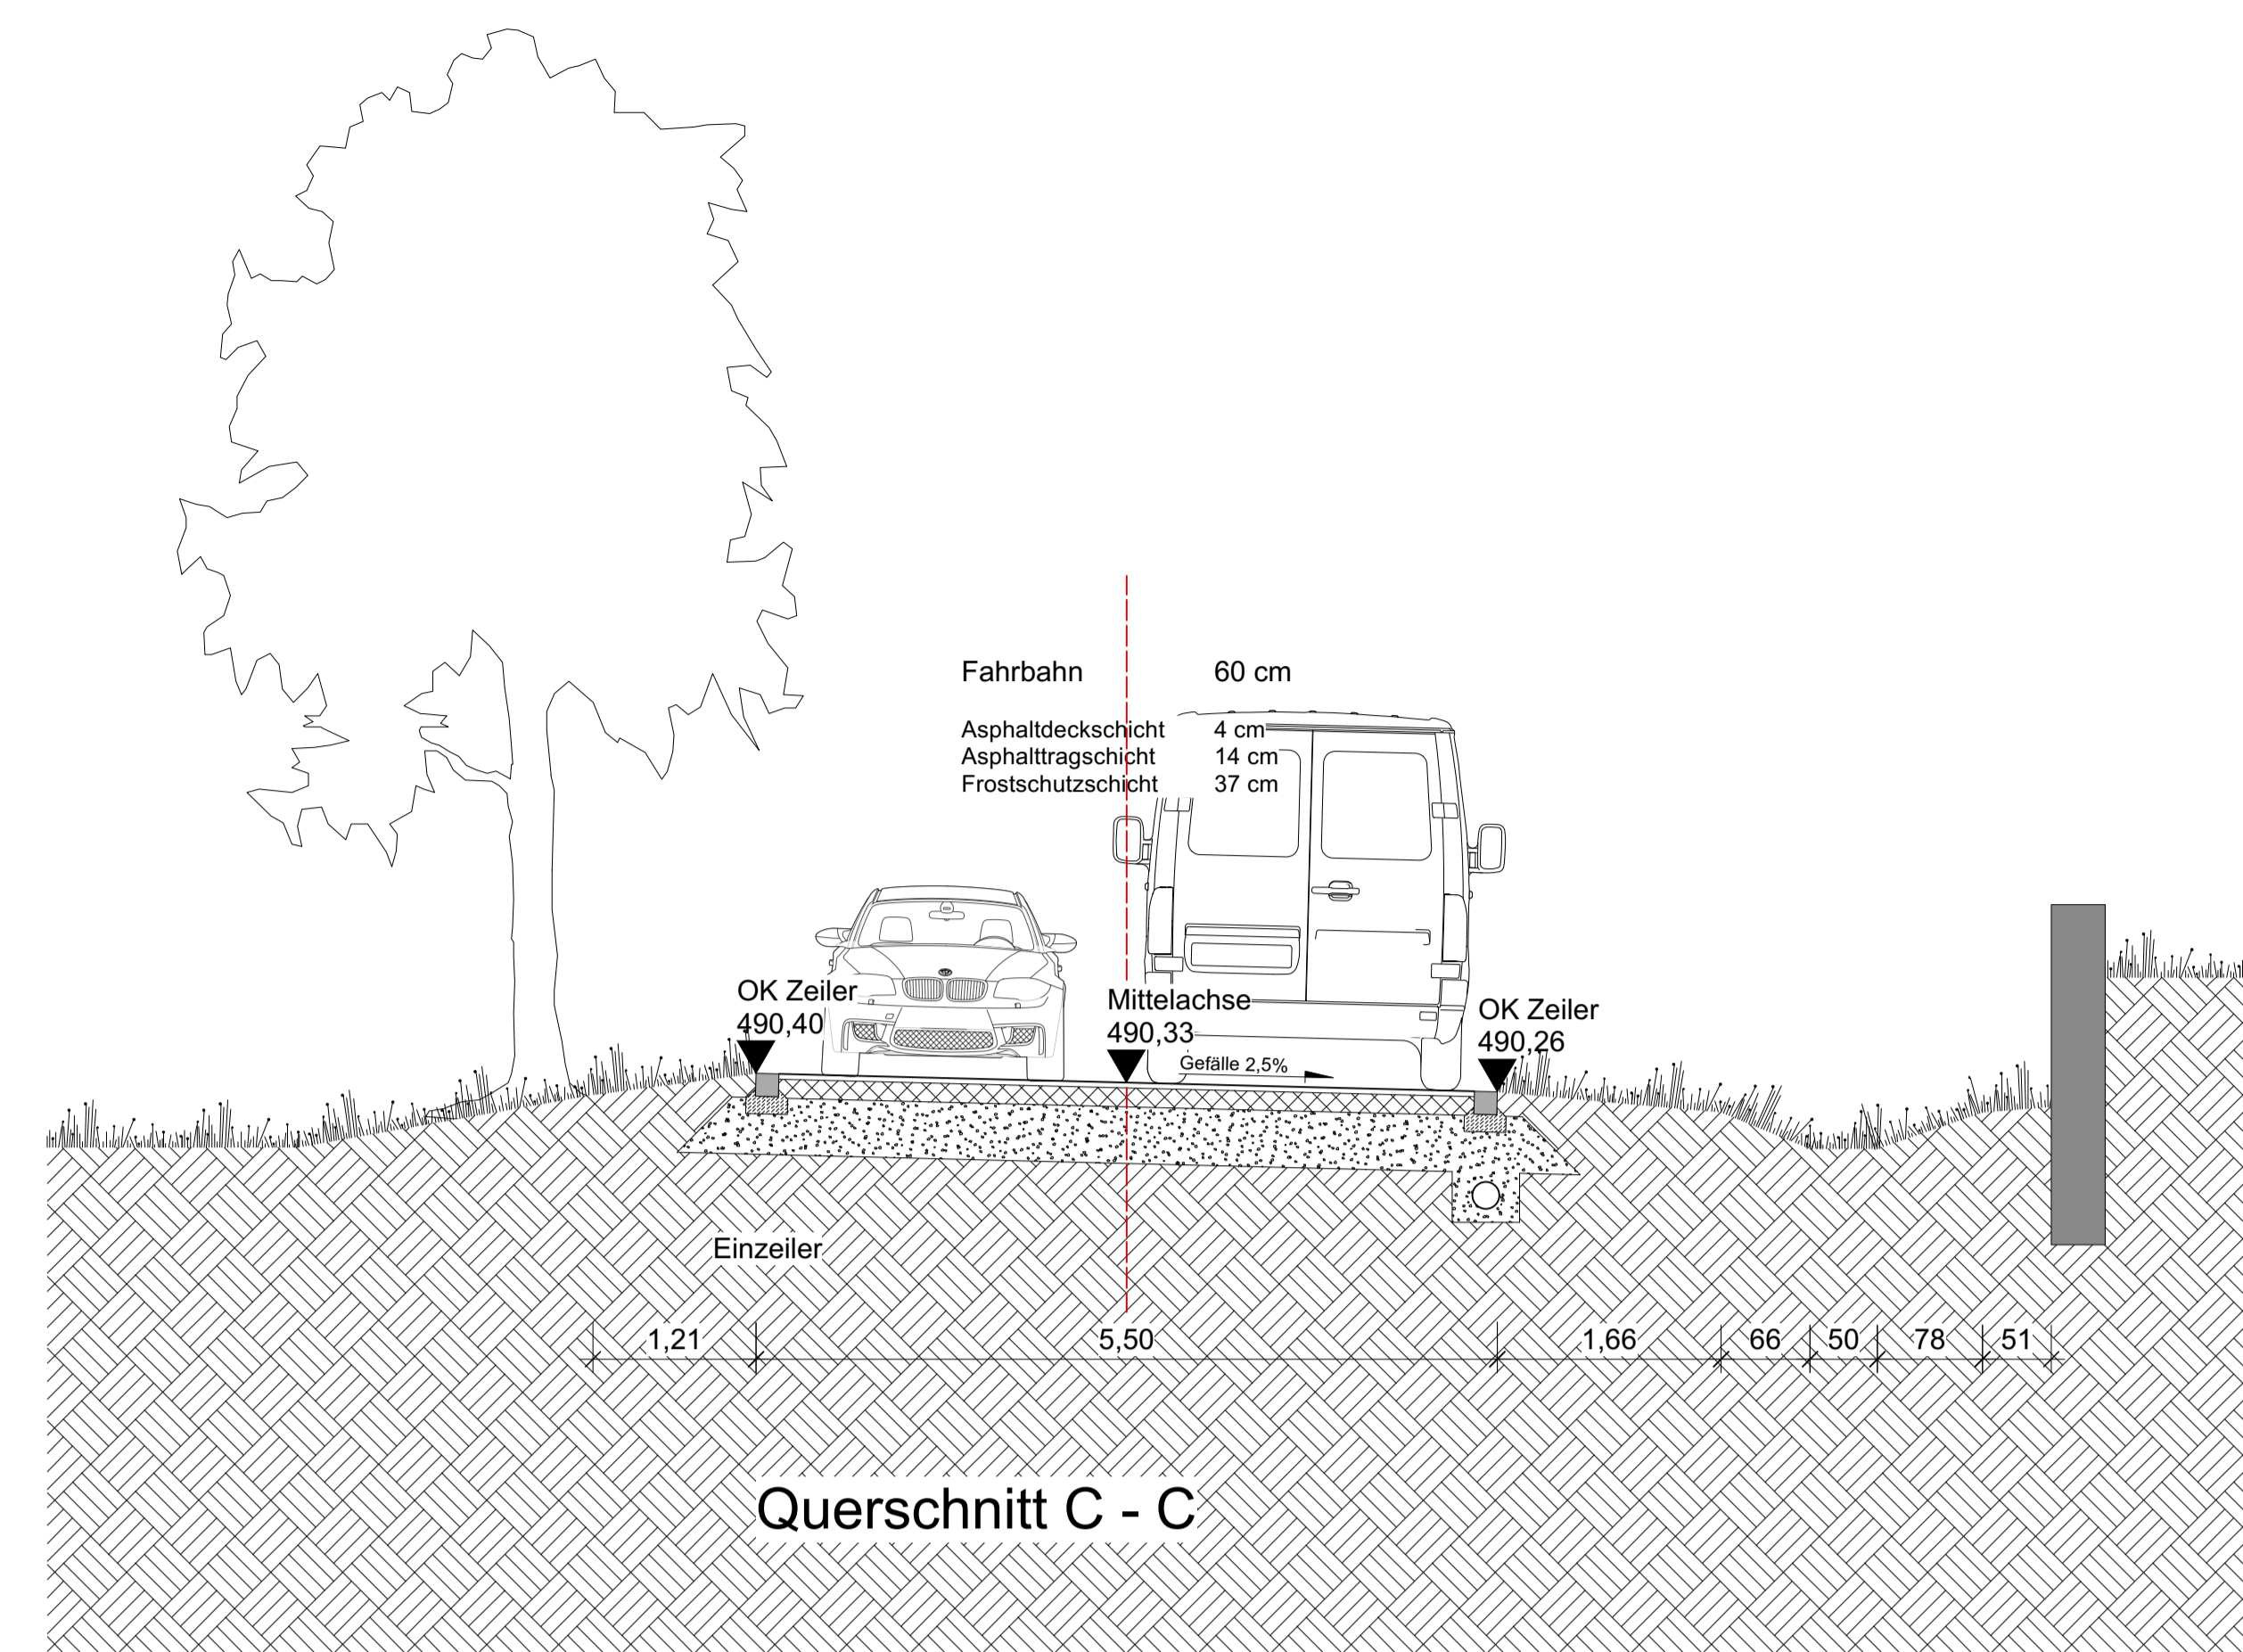 Fahrbahn 60 cm
Asphaltdeckschicht 4 cm
Asphalttragschicht 14 cm
Frostschutzschicht 37 cm
OK Zeiler
490,40
Mittelachse
490,33
Gefälle 2,5%
OK Zeiler
490,26
Einzeiler
1,21 5,50 1,66 66 50 78 51
Querschnitt C - C